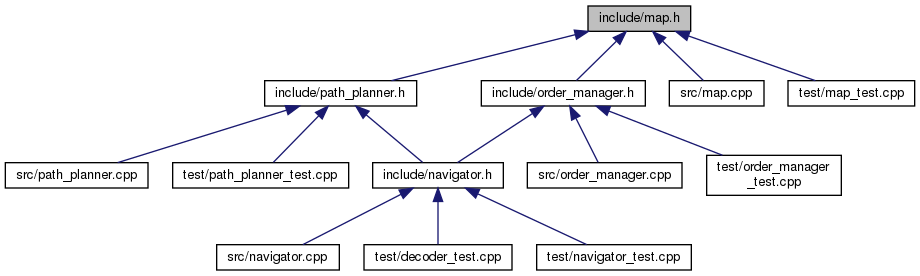 include/map.h
include/path_planner.h
include/order_manager.h
src/map.cpp
test/map_test.cpp
src/path_planner.cpp
test/path_planner_test.cpp
include/navigator.h
src/order_manager.cpp
test/order_manager
_test.cpp
src/navigator.cpp
test/decoder_test.cpp
test/navigator_test.cpp